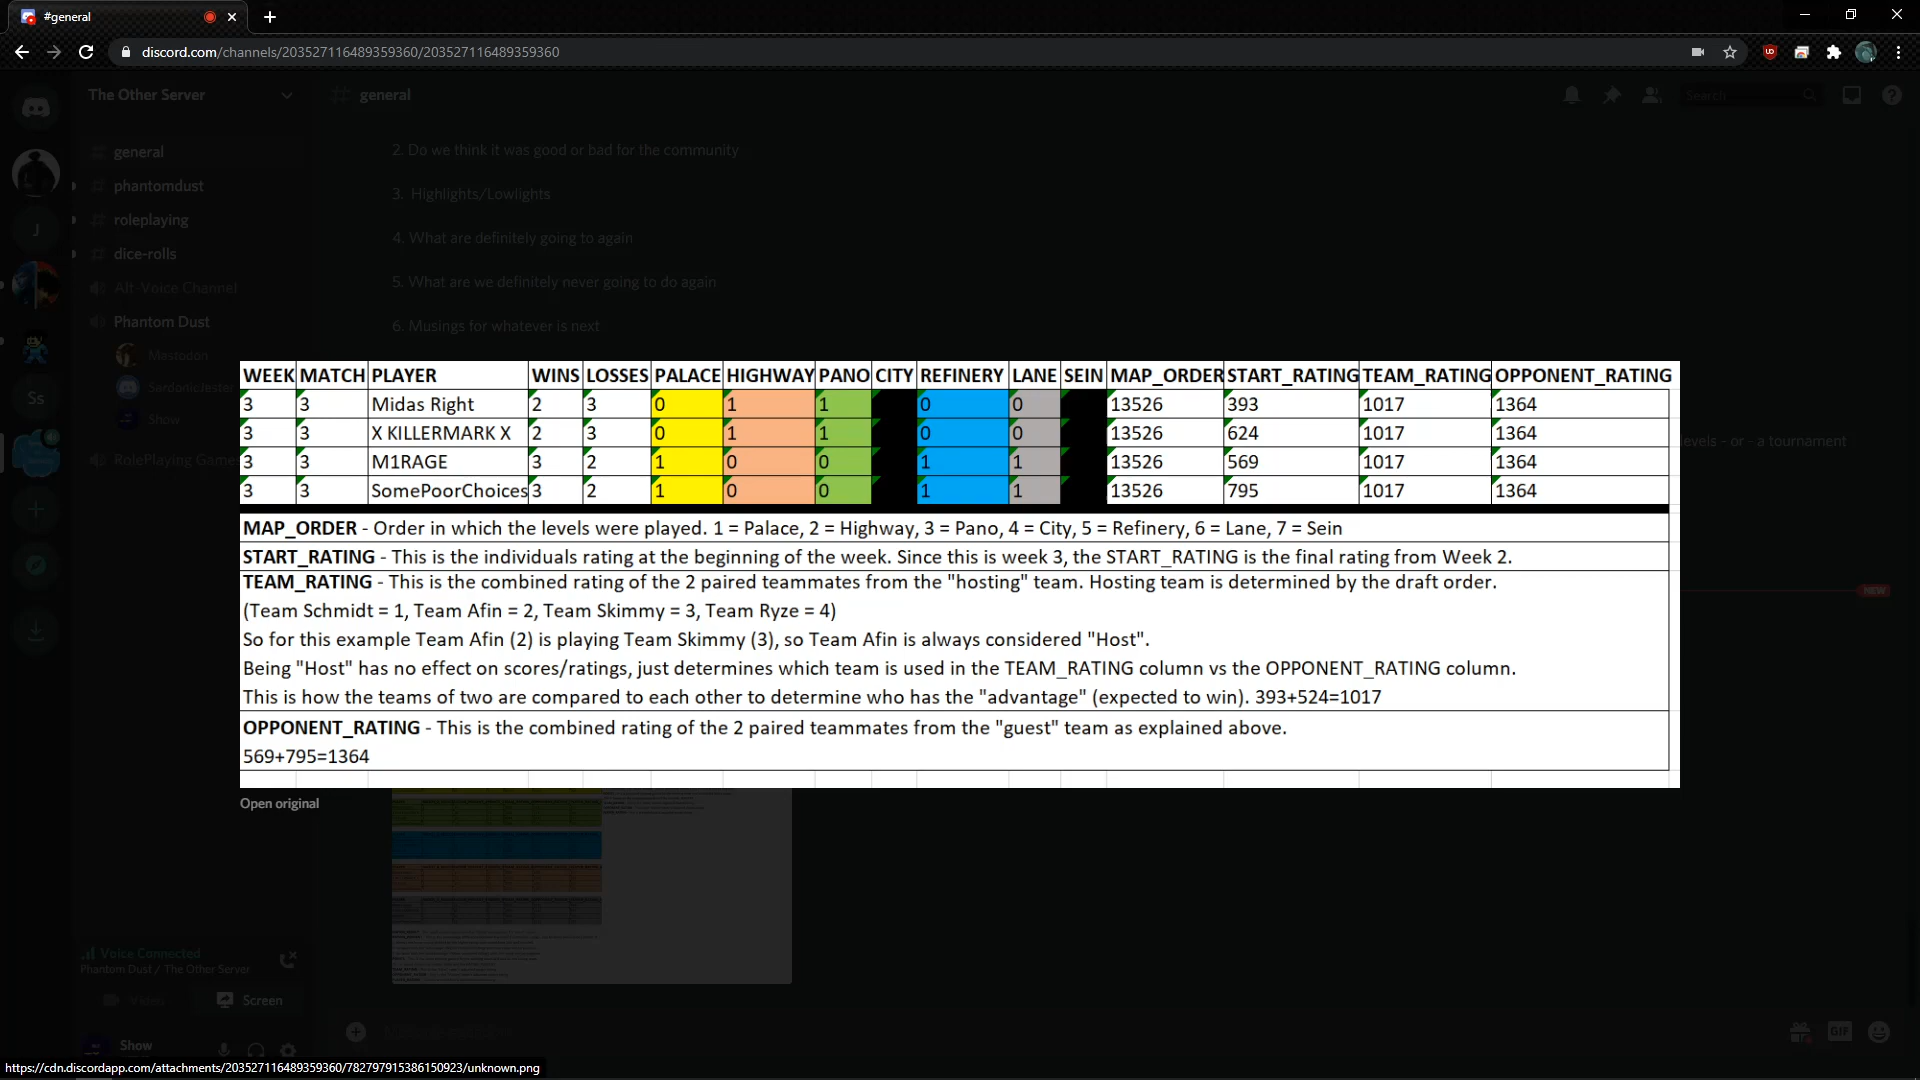 #general
discord.com/channels/203527116489359360/203527116489359360
The Other Server
general
Search
general
phantomdust
roleplaying
dice-rolls
Alt-Voice Channel
Phantom Dust
Mastodon
SardonicJester
Show
RolePlaying Games
J
Ss
2. Do we think it was good or bad for the community
3. Highlights/Lowlights
4. What are definitely going to again
5. What are we definitely never going to do again
6. Musings for whatever is next
levels - or - a tournament
NEW
WEEK MATCH PLAYER WINS LOSSES PALACE HIGHWAY PANO CITY REFINERY LANE SEIN MAP_ORDER START_RATING TEAM_RATING OPPONENT_RATING
3 3 Midas Right 2 3 0 1 1 0 0 13526 393 1017 1364
3 3 X KILLERMARK X 2 3 0 1 1 0 0 13526 624 1017 1364
3 3 M1RAGE 3 2 1 0 0 1 1 13526 569 1017 1364
3 3 SomePoorChoices 3 2 1 0 0 1 1 13526 795 1017 1364
MAP_ORDER - Order in which the levels were played. 1 = Palace, 2 = Highway, 3 = Pano, 4 = City, 5 = Refinery, 6 = Lane, 7 = Sein
START_RATING - This is the individuals rating at the beginning of the week. Since this is week 3, the START_RATING is the final rating from Week 2.
TEAM_RATING - This is the combined rating of the 2 paired teammates from the "hosting" team. Hosting team is determined by the draft order.
(Team Schmidt = 1, Team Afin = 2, Team Skimmy = 3, Team Ryze = 4)
So for this example Team Afin (2) is playing Team Skimmy (3), so Team Afin is always considered "Host".
Being "Host" has no effect on scores/ratings, just determines which team is used in the TEAM_RATING column vs the OPPONENT_RATING column.
This is how the teams of two are compared to each other to determine who has the "advantage" (expected to win). 393+524=1017
OPPONENT_RATING - This is the combined rating of the 2 paired teammates from the "guest" team as explained above.
569+795=1364
Open original
Voice Connected
Phantom Dust / The Other Server
Video
Screen
Show
GIF
https://cdn.discordapp.com/attachments/203527116489359360/782797915386150923/unknown.png